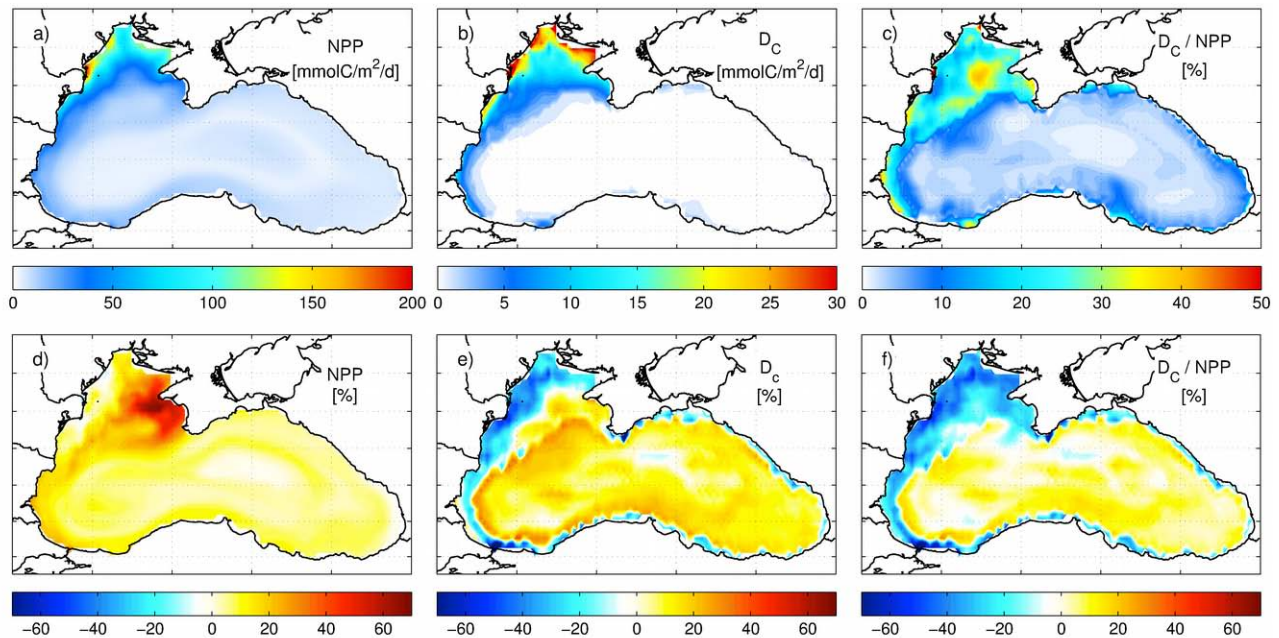 a) NPP
[mmolC/m²/d]
b) D_C
[mmolC/m²/d]
c) D_C / NPP
[%]
0 50 100 150 200
0 5 10 15 20 25 30
0 10 20 30 40 50
d) NPP
[%]
e) D_c
[%]
f) D_C / NPP
[%]
−60 −40 −20 0 20 40 60
−60 −40 −20 0 20 40 60
−60 −40 −20 0 20 40 60